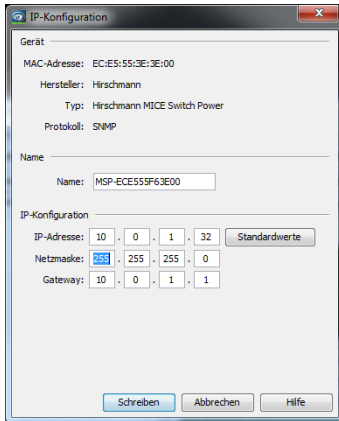 IP-Konfiguration
Gerät
MAC-Adresse: EC:E5:55:3E:3E:00
Hersteller: Hirschmann
Typ: Hirschmann MICE Switch Power
Protokoll: SNMP
Name
Name: MSP-ECE555F63E00
IP-Konfiguration
IP-Adresse: 10 . 0 . 1 . 32 Standardwerte
Netzmaske: 255 . 255 . 255 . 0
Gateway: 10 . 0 . 1 . 1
Schreiben Abbrechen Hilfe